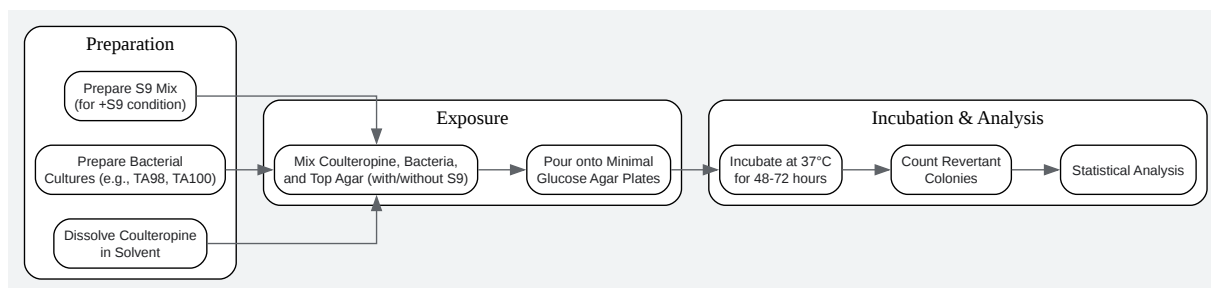 Preparation
Prepare S9 Mix
(for +S9 condition)
Prepare Bacterial
Cultures (e.g., TA98, TA100)
Dissolve Coulteropine
in Solvent
Exposure
Mix Coulteropine, Bacteria,
and Top Agar (with/without S9)
Pour onto Minimal
Glucose Agar Plates
Incubation & Analysis
Incubate at 37°C
for 48-72 hours
Count Revertant
Colonies
Statistical Analysis